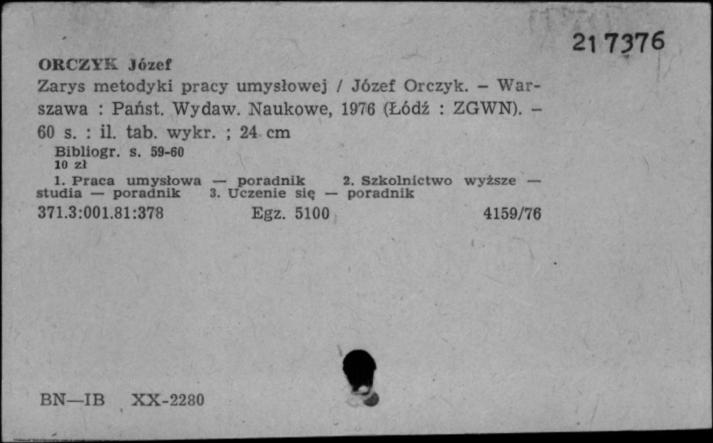 217376
ORCZYK Józef
Zarys metodyki pracy umysłowej / Józef Orczyk. – War-
szawa : Państ. Wydaw. Naukowe, 1976 (Łódź : ZGWN). –
60 s. : il. tab. wykr. ; 24 cm
Bibliogr. s. 59-60
10 zł
1. Praca umysłowa — poradnik 2. Szkolnictwo wyższe —
studia — poradnik 3. Uczenie się — poradnik
371.3:001.81:378 Egz. 5100 4159/76
BN—IB XX-2280